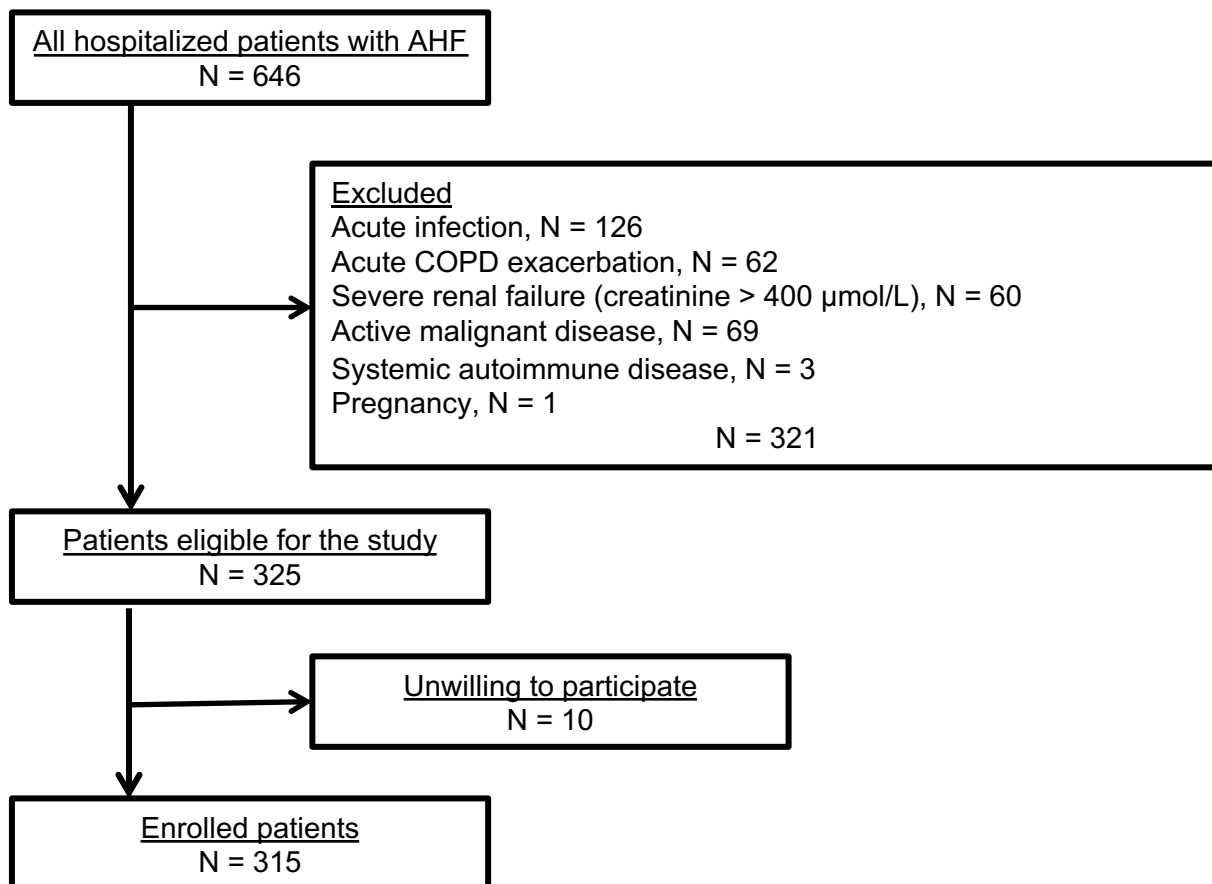 All hospitalized patients with AHF
N = 646
Excluded
Acute infection, N = 126
Acute COPD exacerbation, N = 62
Severe renal failure (creatinine > 400 μmol/L), N = 60
Active malignant disease, N = 69
Systemic autoimmune disease, N = 3
Pregnancy, N = 1
N = 321
Patients eligible for the study
N = 325
Unwilling to participate
N = 10
Enrolled patients
N = 315